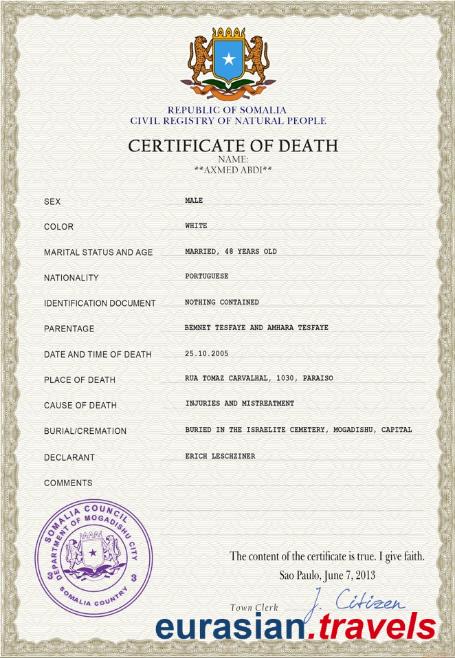 REPUBLIC OF SOMALIA
CIVIL REGISTRY OF NATURAL PEOPLE
CERTIFICATE OF DEATH
NAME:
**AXMED ABDI**
SEX MALE
COLOR WHITE
MARITAL STATUS AND AGE MARRIED, 48 YEARS OLD
NATIONALITY PORTUGUESE
IDENTIFICATION DOCUMENT NOTHING CONTAINED
PARENTAGE BEMNET TESFAYE AND AMHARA TESFAYE
DATE AND TIME OF DEATH 25.10.2005
PLACE OF DEATH RUA TOMAZ CARVALHAL, 1030, PARAISO
CAUSE OF DEATH INJURIES AND MISTREATMENT
BURIAL/CREMATION BURIED IN THE ISRAELITE CEMETERY, MOGADISHU, CAPITAL
DECLARANT ERICH LESCHZINER
COMMENTS
SOMALIA COUNCIL
DEPARTMENT OF MOGADISHU CITY
3 3
SOMALIA COUNTRY
The content of the certificate is true. I give faith.
Sao Paulo, June 7, 2013
Town Clerk J. Citizen
eurasian.travels